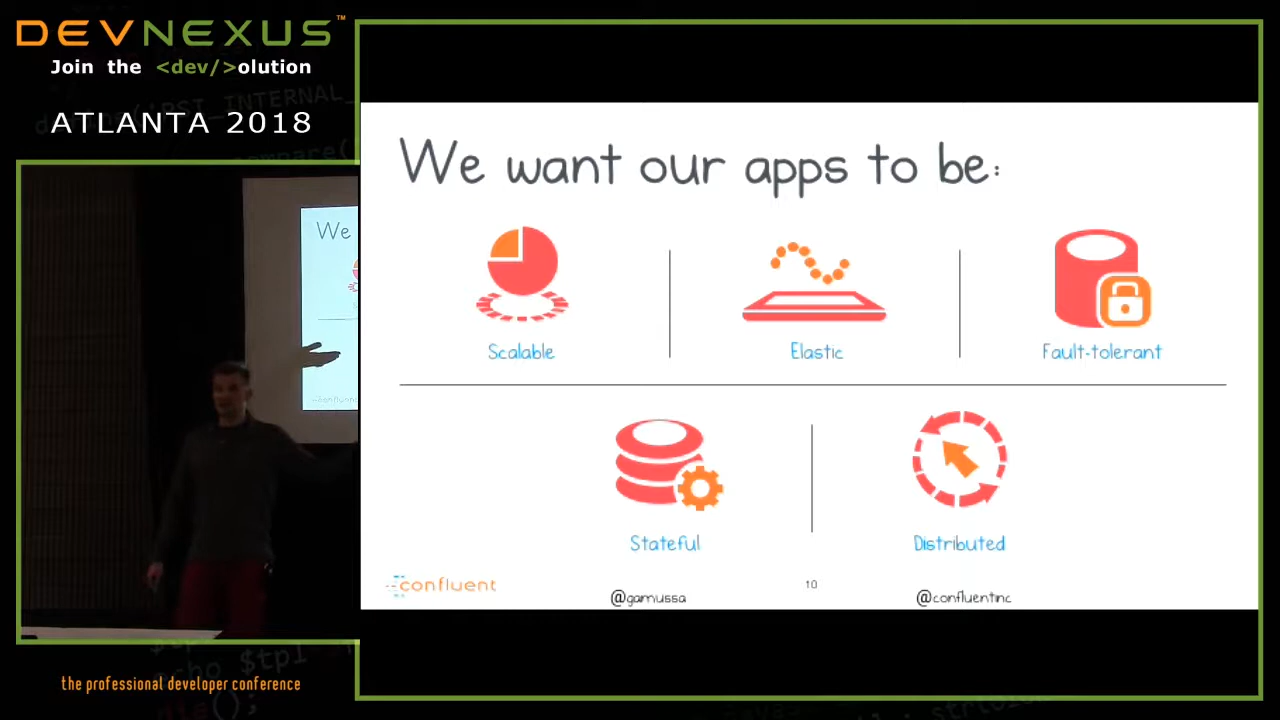 DEVNEXUS™
Join the <dev/>olution
ATLANTA 2018
We want our apps to be:
Scalable
Elastic
Fault-tolerant
Stateful
Distributed
confluent
@gamussa
10
@confluentinc
We
the professional developer conference